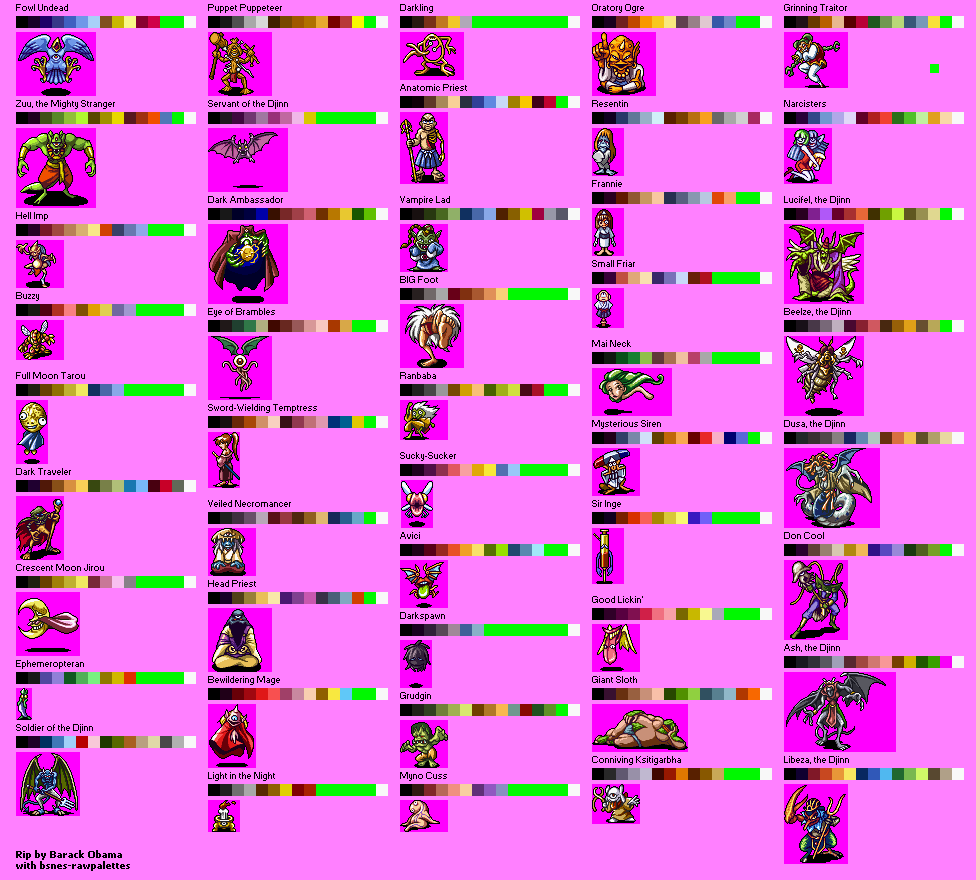 Fowl Undead
Zuu, the Mighty Stranger
Hell Imp
Buzzy
Full Moon Tarou
Dark Traveler
Crescent Moon Jirou
Ephemeropteran
Soldier of the Djinn
Rip by Barack Obama
with bsnes-rawpalettes
Puppet Puppeteer
Servant of the Djinn
Dark Ambassador
Eye of Brambles
Sword-Wielding Temptress
Veiled Necromancer
Head Priest
Bewildering Mage
Light in the Night
Darkling
Anatomic Priest
Vampire Lad
BIG Foot
Ranbaba
Sucky-Sucker
Avici
Darkspawn
Grudgin
Myno Cuss
Oratory Ogre
Resentin
Frannie
Small Friar
Mai Neck
Mysterious Siren
Sir Inge
Good Lickin'
Giant Sloth
Conniving Ksitigarbha
Grinning Traitor
Narcisters
Lucifel, the Djinn
Beelze, the Djinn
Dusa, the Djinn
Don Cool
Ash, the Djinn
Libeza, the Djinn